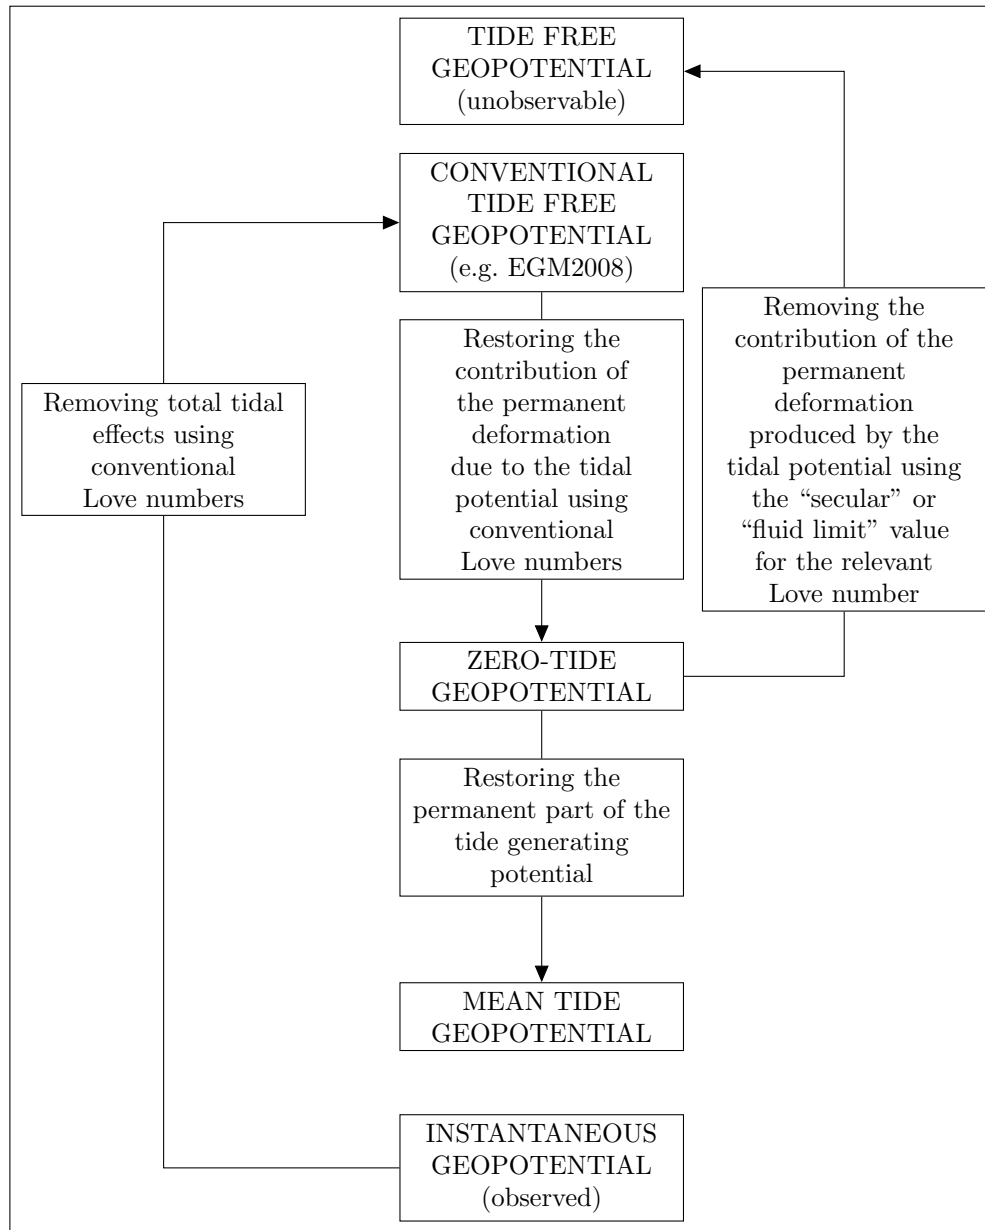 TIDE FREE
GEOPOTENTIAL
(unobservable)
CONVENTIONAL
TIDE FREE
GEOPOTENTIAL
(e.g. EGM2008)
Removing total tidal
effects using
conventional
Love numbers
Restoring the
contribution of
the permanent
deformation
due to the tidal
potential using
conventional
Love numbers
Removing the
contribution of the
permanent
deformation
produced by the
tidal potential using
the “secular” or
“fluid limit” value
for the relevant
Love number
ZERO-TIDE
GEOPOTENTIAL
Restoring the
permanent part of the
tide generating
potential
MEAN TIDE
GEOPOTENTIAL
INSTANTANEOUS
GEOPOTENTIAL
(observed)